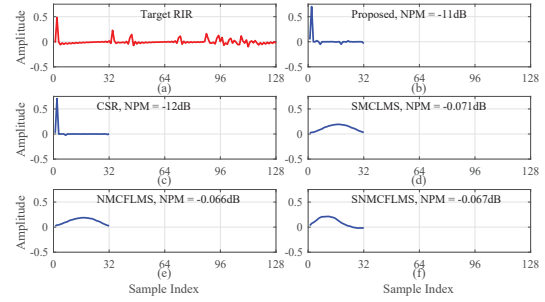 Target RIR
Proposed, NPM = -11dB
Amplitude
0.5
0
-0.5
0 32 64 96 128
(a)
0.5
0
-0.5
0 32 64 96 128
(b)
CSR, NPM = -12dB
SMCLMS, NPM = -0.071dB
Amplitude
0.5
0
-0.5
0 32 64 96 128
(c)
0.5
0
-0.5
0 32 64 96 128
(d)
NMCFLMS, NPM = -0.066dB
SNMCFLMS, NPM = -0.067dB
Amplitude
0.5
0
-0.5
0 32 64 96 128
(e)
0.5
0
-0.5
0 32 64 96 128
(f)
Sample Index
Sample Index